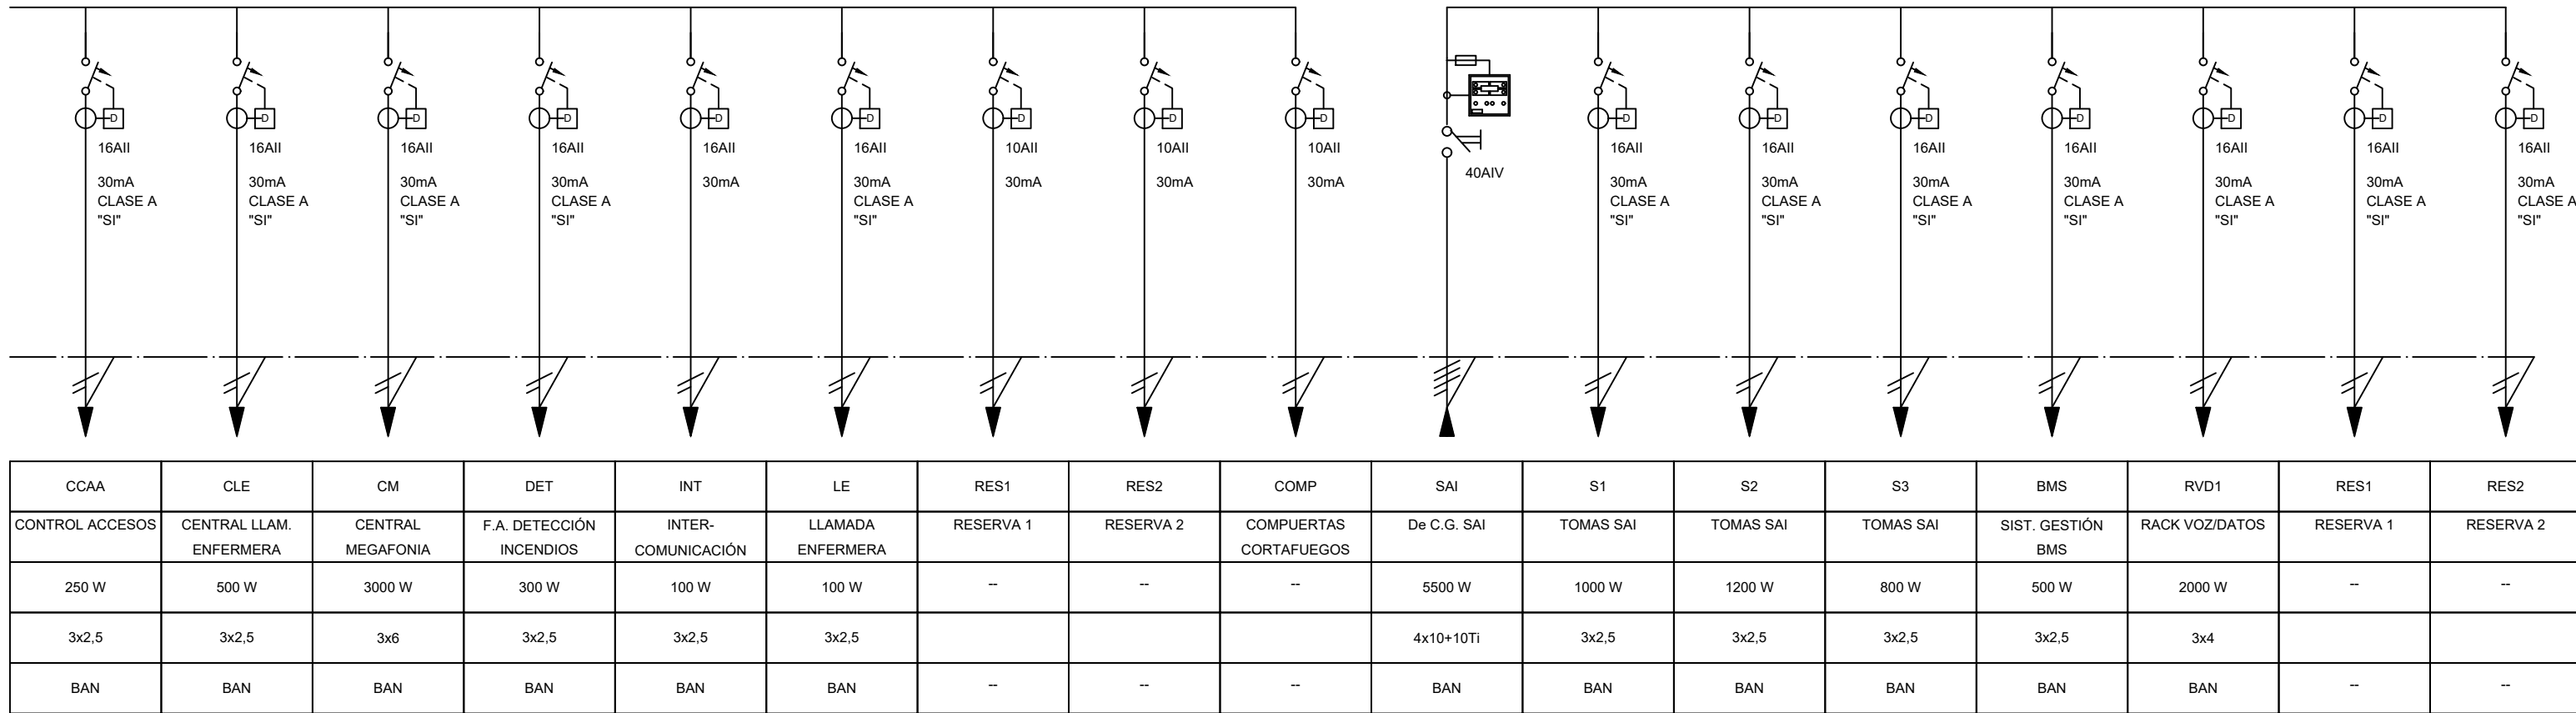 D D D D D D D D D D D D D D D D
16AII 16AII 16AII 16AII 16AII 16AII 10AII 10AII 10AII 16AII 16AII 16AII 16AII 16AII 16AII 16AII
40AIV
30mA 30mA 30mA 30mA 30mA 30mA 30mA 30mA 30mA 30mA 30mA 30mA 30mA 30mA 30mA 30mA
CLASE A CLASE A CLASE A CLASE A CLASE A CLASE A CLASE A CLASE A CLASE A CLASE A CLASE A CLASE A
"SI" "SI" "SI" "SI" "SI" "SI" "SI" "SI" "SI" "SI" "SI" "SI"
CCAA CLE CM DET INT LE RES1 RES2 COMP SAI S1 S2 S3 BMS RVD1 RES1 RES2
CONTROL ACCESOS CENTRAL LLAM. CENTRAL F.A. DETECCIÓN INTER- LLAMADA RESERVA 1 RESERVA 2 COMPUERTAS De C.G. SAI TOMAS SAI TOMAS SAI TOMAS SAI SIST. GESTIÓN RACK VOZ/DATOS RESERVA 1 RESERVA 2
ENFERMERA MEGAFONIA INCENDIOS COMUNICACIÓN ENFERMERA CORTAFUEGOS BMS
250 W 500 W 3000 W 300 W 100 W 100 W -- -- -- 5500 W 1000 W 1200 W 800 W 500 W 2000 W -- --
3x2,5 3x2,5 3x6 3x2,5 3x2,5 3x2,5 4x10+10Ti 3x2,5 3x2,5 3x2,5 3x2,5 3x4
BAN BAN BAN BAN BAN BAN -- -- -- BAN BAN BAN BAN BAN BAN -- --